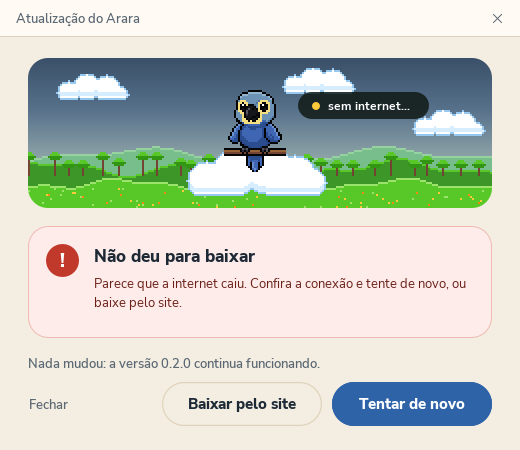 Atualização do Arara
sem internet...
!
Não deu para baixar
Parece que a internet caiu. Confira a conexão e tente de novo, ou
baixe pelo site.
Nada mudou: a versão 0.2.0 continua funcionando.
Fechar
Baixar pelo site
Tentar de novo